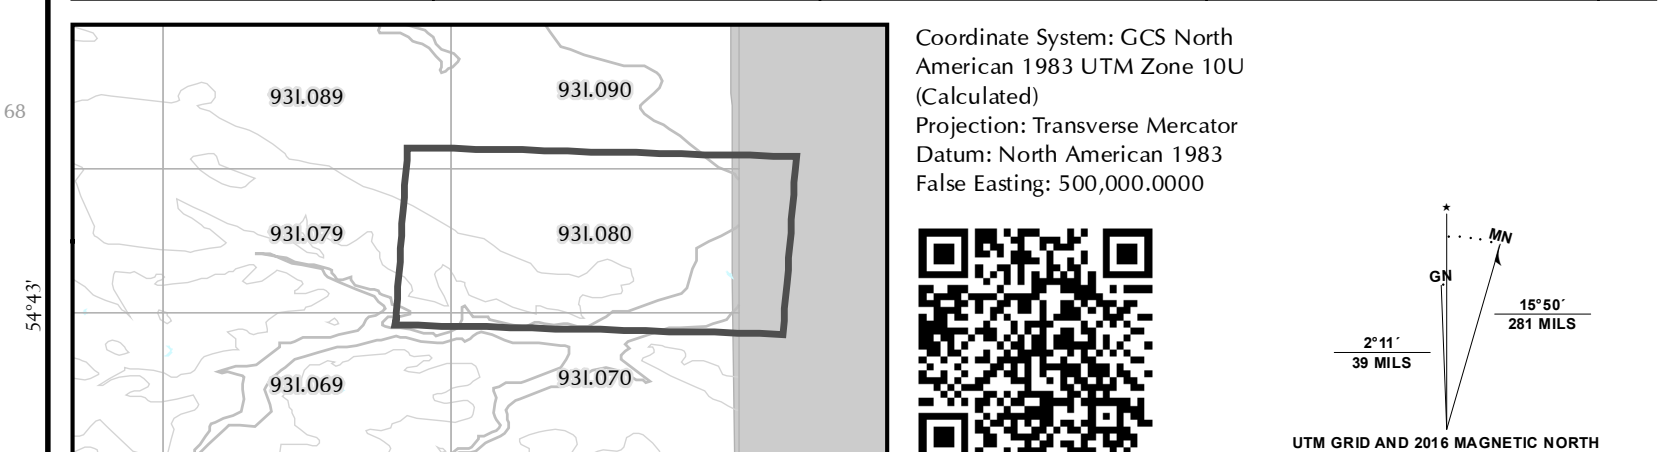 68
54°43'
93I.089
93I.090
93I.079
93I.080
93I.069
93I.070
Coordinate System: GCS North
American 1983 UTM Zone 10U
(Calculated)
Projection: Transverse Mercator
Datum: North American 1983
False Easting: 500,000.0000
MN
GN
15°50´
281 MILS
2°11´
39 MILS
UTM GRID AND 2016 MAGNETIC NORTH